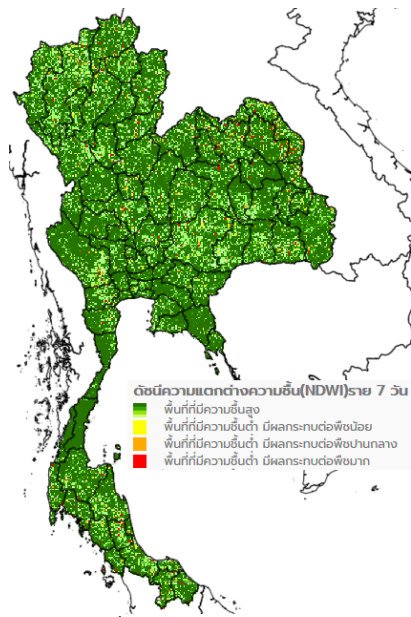 ดัชนีความแตกต่างความชื้น(NDWI)ราย 7 วัน
พื้นที่ที่มีความชื้นสูง
พื้นที่ที่มีความชื้นต่ำ มีผลกระทบต่อพืชน้อย
พื้นที่ที่มีความชื้นต่ำ มีผลกระทบต่อพืชปานกลาง
พื้นที่ที่มีความชื้นต่ำ มีผลกระทบต่อพืชมาก